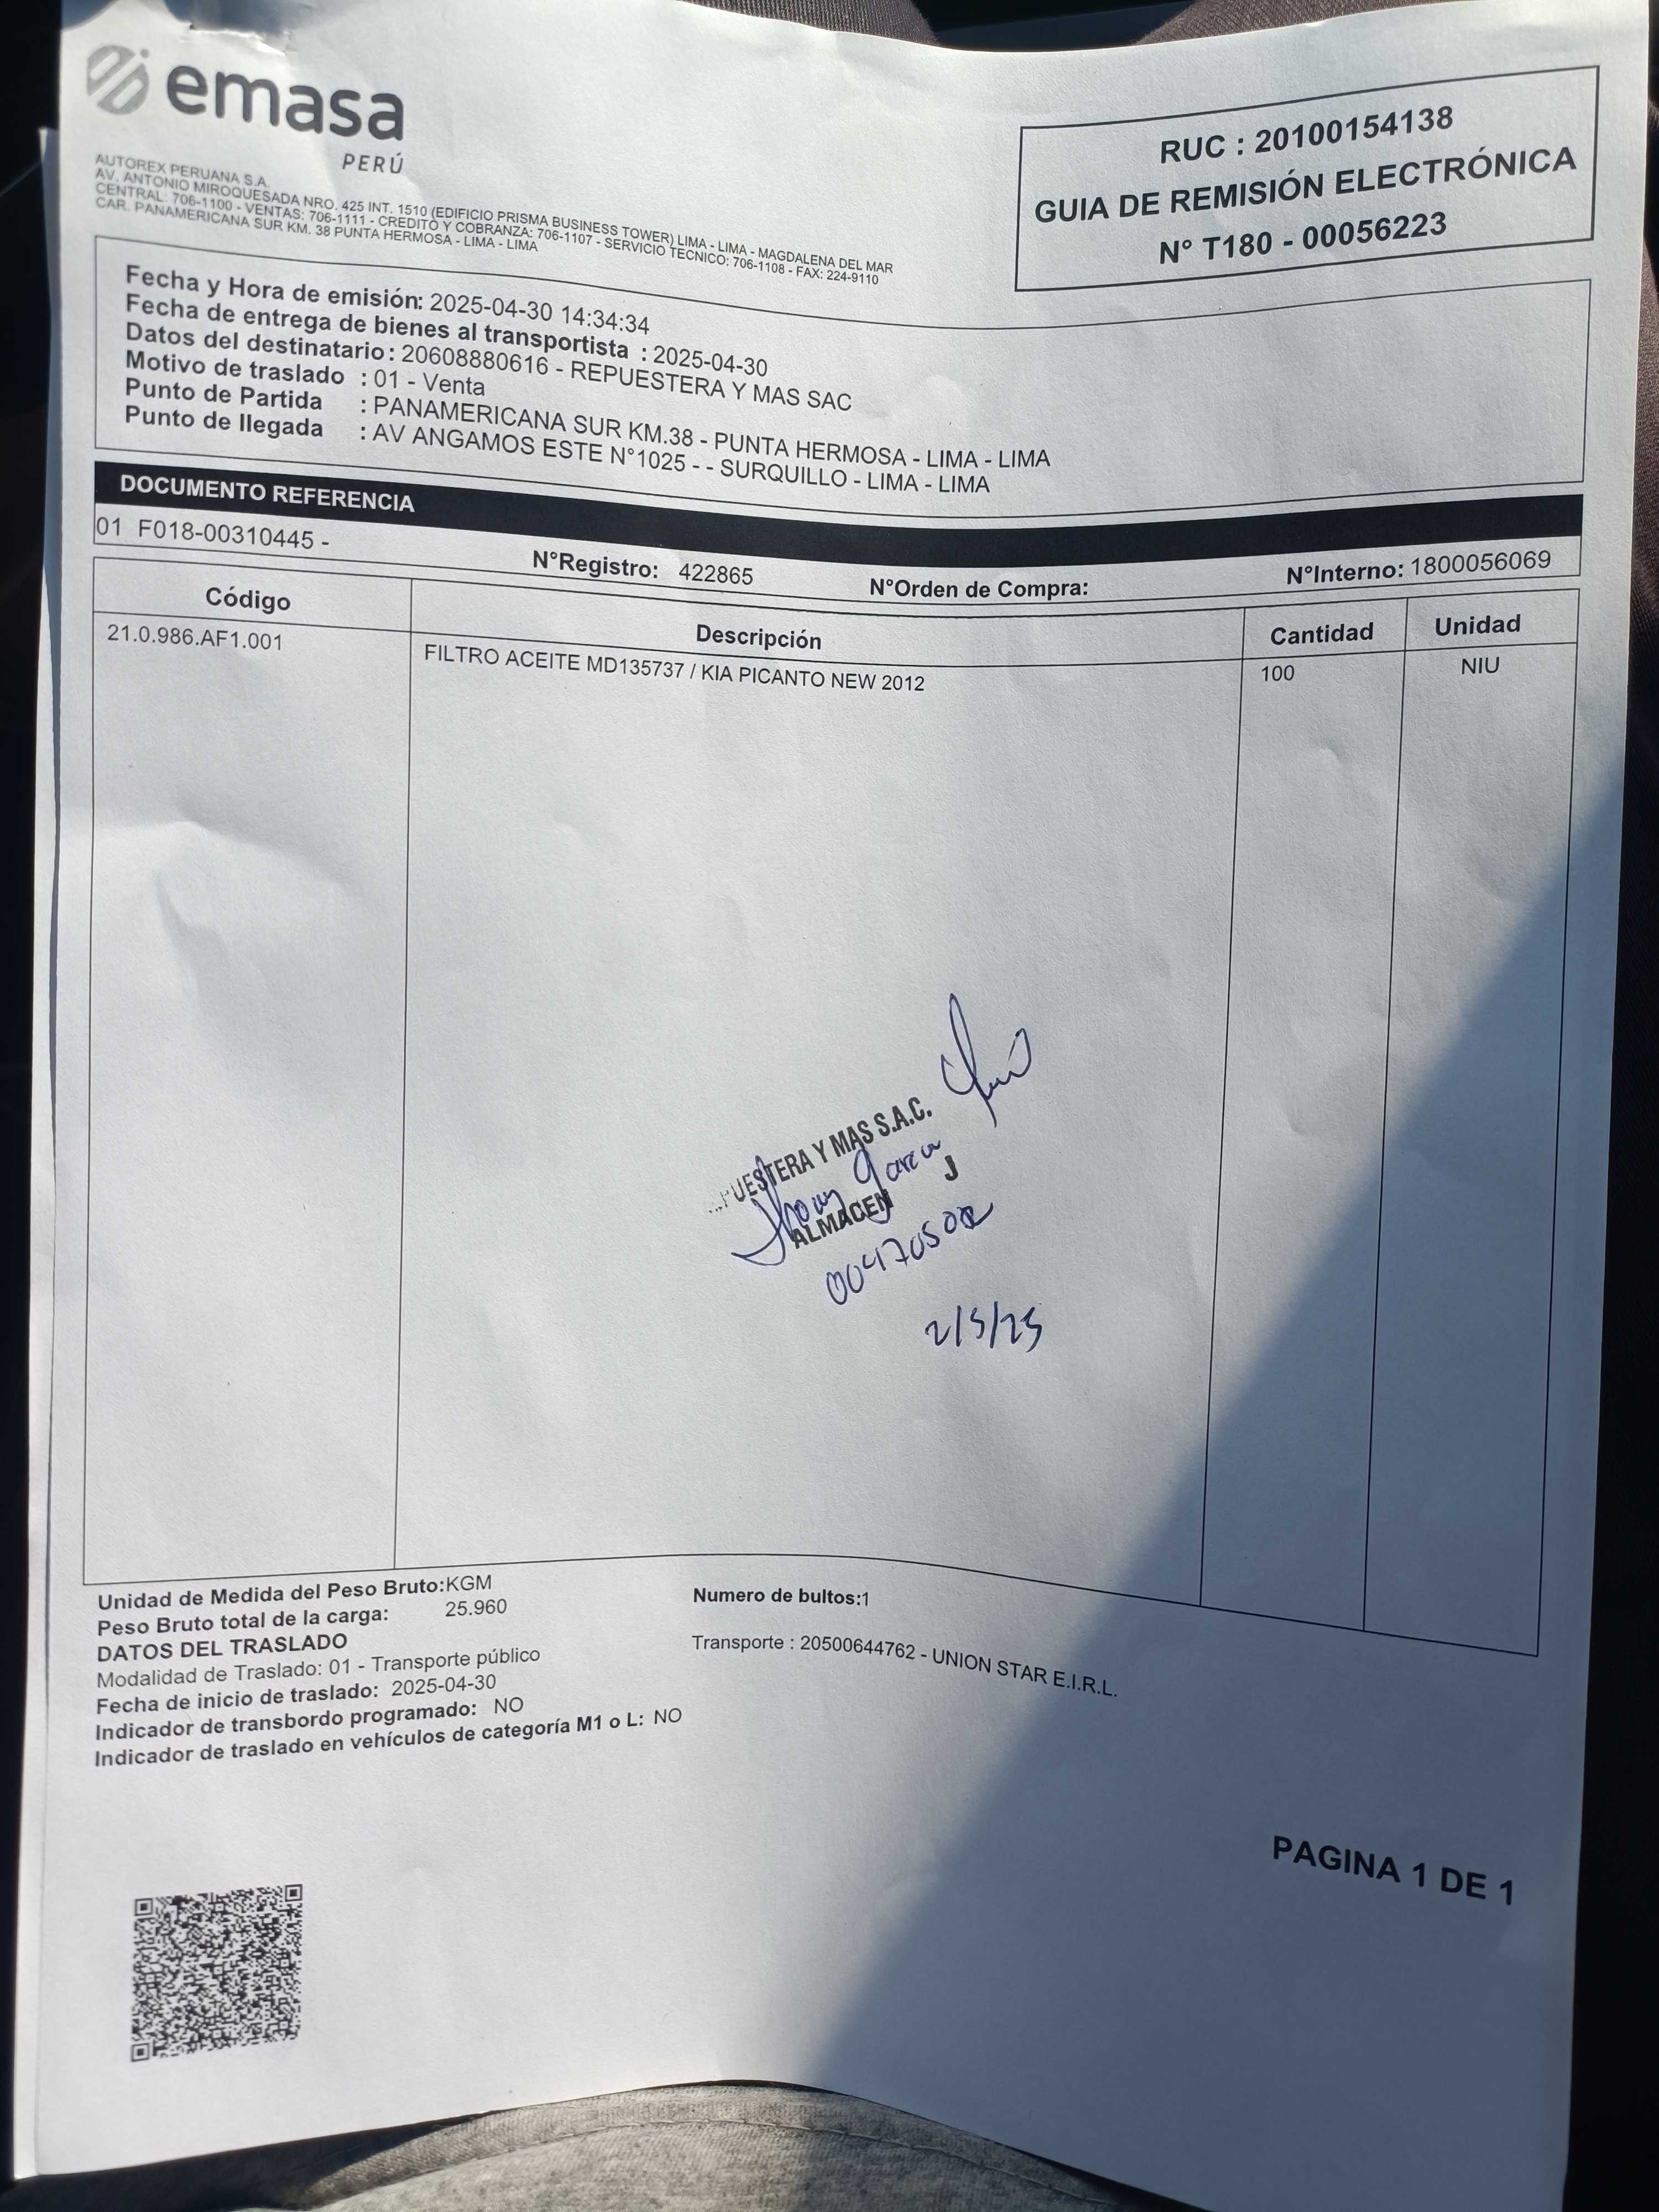 emasa
PERÚ
AUTOREX PERUANA S.A.
AV. ANTONIO MIROQUESADA NRO. 425 INT. 1510 (EDIFICIO PRISMA BUSINESS TOWER) LIMA - LIMA - MAGDALENA DEL MAR
CENTRAL: 706-1100 - VENTAS: 706-1111 - CREDITO Y COBRANZA: 706-1107 - SERVICIO TECNICO: 706-1108 - FAX: 224-9110
CAR. PANAMERICANA SUR KM. 38 PUNTA HERMOSA - LIMA - LIMA
RUC : 20100154138
GUIA DE REMISIÓN ELECTRÓNICA
N° T180 - 00056223
Fecha y Hora de emisión: 2025-04-30 14:34:34
Fecha de entrega de bienes al transportista : 2025-04-30
Datos del destinatario : 20608880616 - REPUESTERA Y MAS SAC
Motivo de traslado : 01 - Venta
Punto de Partida : PANAMERICANA SUR KM.38 - PUNTA HERMOSA - LIMA - LIMA
Punto de llegada : AV ANGAMOS ESTE N°1025 - - SURQUILLO - LIMA - LIMA
DOCUMENTO REFERENCIA
01 F018-00310445 - N°Registro: 422865 N°Orden de Compra: N°Interno: 1800056069
Código Descripción Cantidad Unidad
21.0.986.AF1.001 FILTRO ACEITE MD135737 / KIA PICANTO NEW 2012 100 NIU
PUESTERA Y MAS S.A.C.
Jhony Garcia J
ALMACEN
2/5/25
Unidad de Medida del Peso Bruto:KGM Numero de bultos:1
Peso Bruto total de la carga: 25.960
DATOS DEL TRASLADO Transporte : 20500644762 - UNION STAR E.I.R.L.
Modalidad de Traslado: 01 - Transporte público
Fecha de inicio de traslado: 2025-04-30
Indicador de transbordo programado: NO
Indicador de traslado en vehículos de categoría M1 o L: NO
PAGINA 1 DE 1